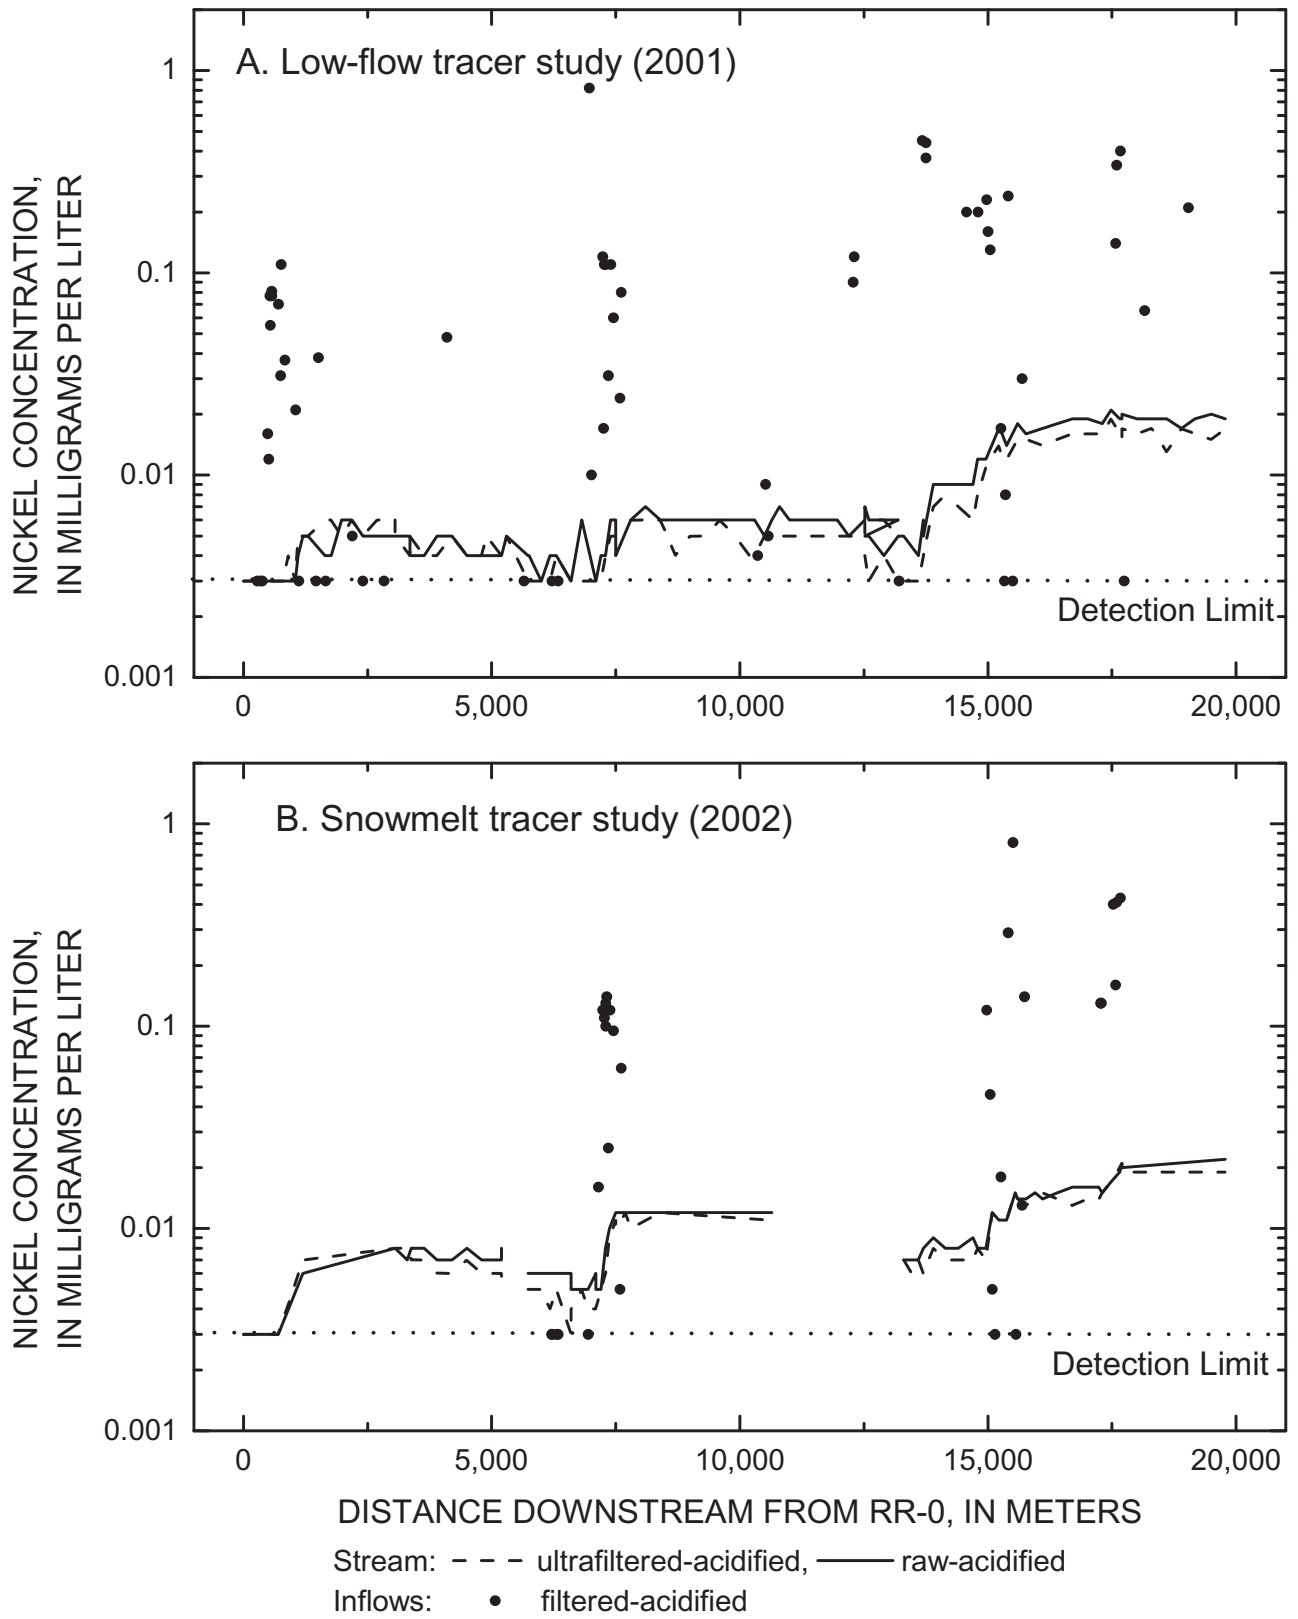 A. Low-flow tracer study (2001)
NICKEL CONCENTRATION,
IN MILLIGRAMS PER LITER
1
0.1
0.01
0.001
Detection Limit
0 5,000 10,000 15,000 20,000
B. Snowmelt tracer study (2002)
NICKEL CONCENTRATION,
IN MILLIGRAMS PER LITER
1
0.1
0.01
0.001
Detection Limit
0 5,000 10,000 15,000 20,000
DISTANCE DOWNSTREAM FROM RR-0, IN METERS
Stream: ultrafiltered-acidified, raw-acidified
Inflows: filtered-acidified